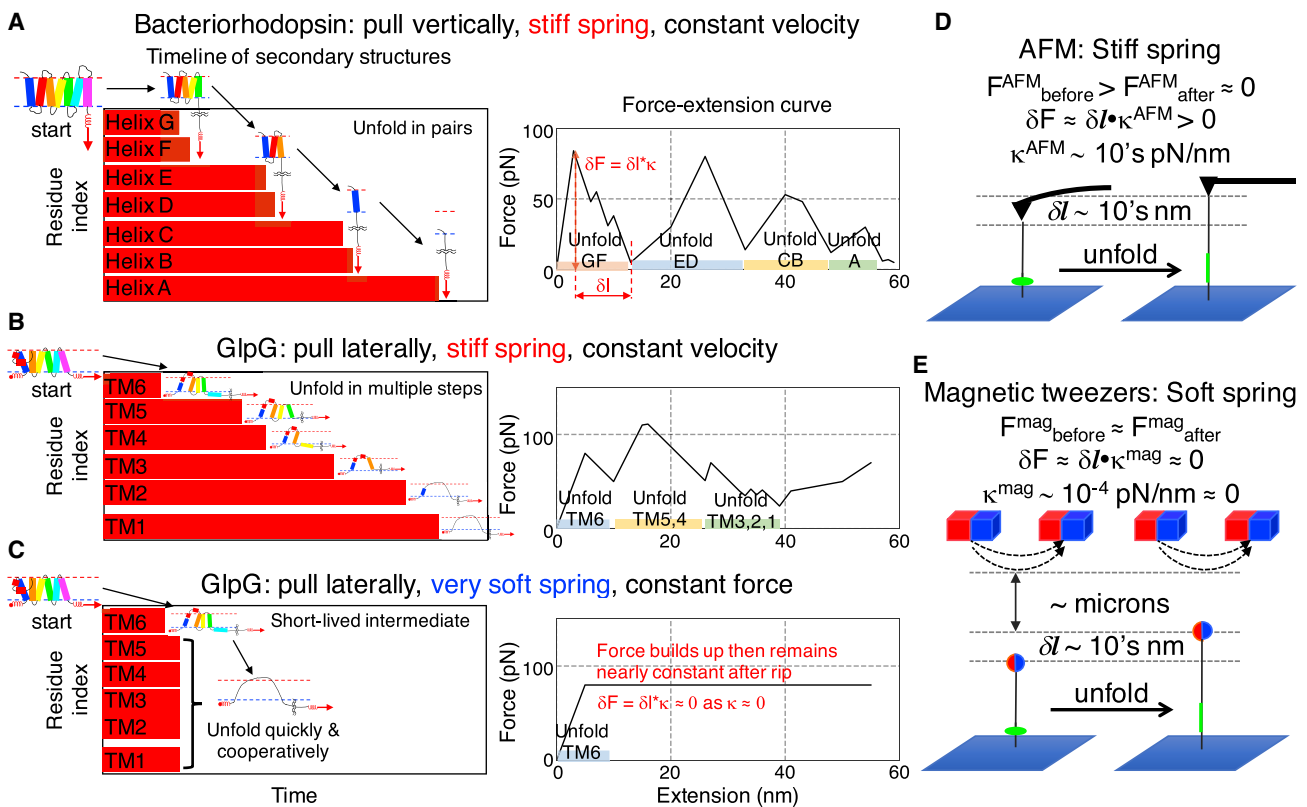 A
Bacteriorhodopsin: pull vertically, stiff spring, constant velocity
Timeline of secondary structures
start
Helix G
Helix F
Helix E
Helix D
Helix C
Helix B
Helix A
Residue
index
Unfold in pairs
Force-extension curve
Force (pN)
100
50
0
δF = δl*κ
Unfold
GF
Unfold
ED
Unfold
CB
Unfold
A
δl
0
20
40
60
B
GlpG: pull laterally, stiff spring, constant velocity
start
TM6
TM5
TM4
TM3
TM2
TM1
Residue
index
Unfold in multiple steps
Force (pN)
100
0
Unfold
TM6
Unfold
TM5,4
Unfold
TM3,2,1
0
20
40
60
C
GlpG: pull laterally, very soft spring, constant force
start
TM6
TM5
TM4
TM3
TM2
TM1
Residue
index
Short-lived intermediate
Unfold quickly &
cooperatively
Time
Force (pN)
100
0
Force builds up then remains
nearly constant after rip
δF = δl*κ ≈ 0 as κ ≈ 0
Unfold
TM6
0
20
40
60
Extension (nm)
D
AFM: Stiff spring
F^AFM_before > F^AFM_after ≈ 0
δF ≈ δl•κ^AFM > 0
κ^AFM ~ 10's pN/nm
δl ~ 10's nm
unfold
E
Magnetic tweezers: Soft spring
F^mag_before ≈ F^mag_after
δF ≈ δl•κ^mag ≈ 0
κ^mag ~ 10^-4 pN/nm ≈ 0
~ microns
δl ~ 10's nm
unfold